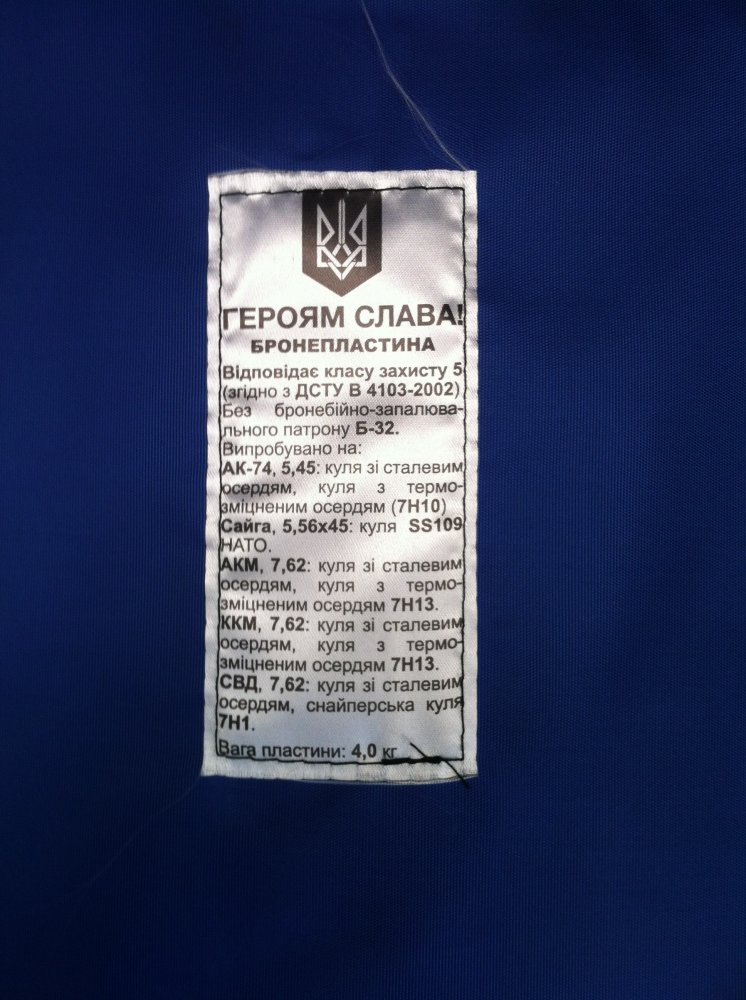 ГЕРОЯМ СЛАВА!
БРОНЕПЛАСТИНА
Відповідає класу захисту 5
(згідно з ДСТУ В 4103-2002)
Без бронебійно-запалюва-
льного патрону Б-32.
Випробувано на:
АК-74, 5,45: куля зі сталевим
осердям, куля з термо-
зміцненим осердям (7Н10)
Сайга, 5,56х45: куля SS109
НАТО.
АКМ, 7,62: куля зі сталевим
осердям, куля з термо-
зміцненим осердям 7Н13.
ККМ, 7,62: куля зі сталевим
осердям, куля з термо-
зміцненим осердям 7Н13.
СВД, 7,62: куля зі сталевим
осердям, снайперська куля
7Н1.
Вага пластини: 4,0 кг